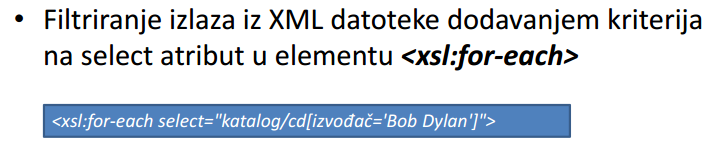 • Filtriranje izlaza iz XML datoteke dodavanjem kriterija
na select atribut u elementu <xsl:for-each>
<xsl:for-each select="katalog/cd[izvođač='Bob Dylan']">